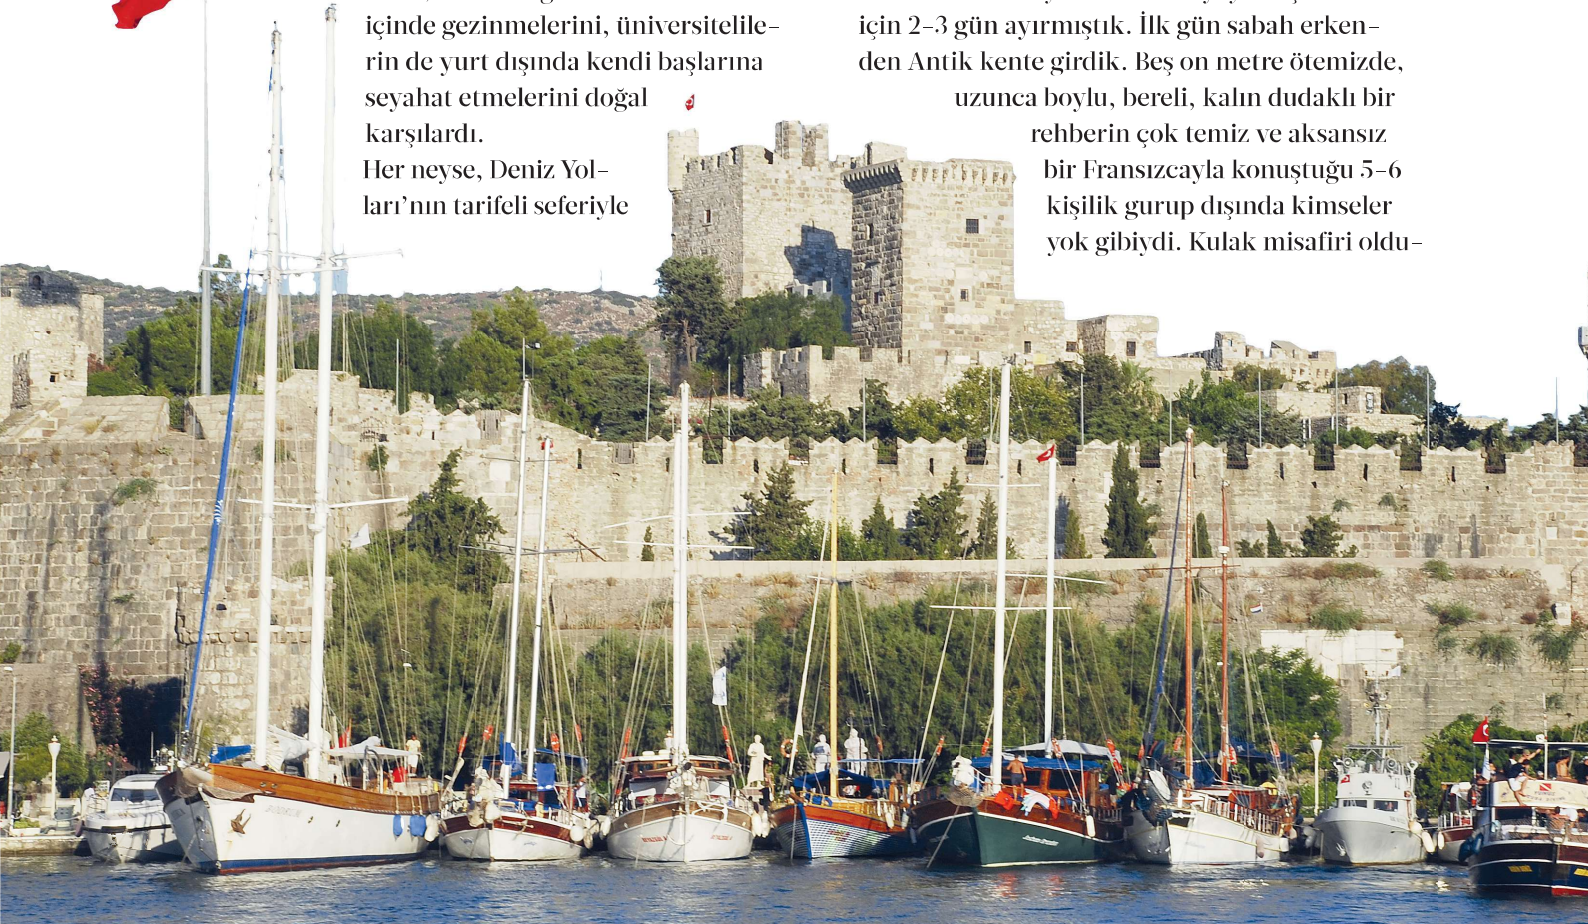 içinde gezinmelerini, üniversitelile-
rin de yurt dışında kendi başlarına
seyahat etmelerini doğal
karşılardı.
Her neyse, Deniz Yol-
ları’nın tarifeli seferiyle
için 2-3 gün ayırmıştık. İlk gün sabah erken-
den Antik kente girdik. Beş on metre ötemizde,
uzunca boylu, bereli, kalın dudaklı bir
rehberin çok temiz ve aksansız
bir Fransızcayla konuştuğu 5-6
kişilik gurup dışında kimseler
yok gibiydi. Kulak misafiri oldu-